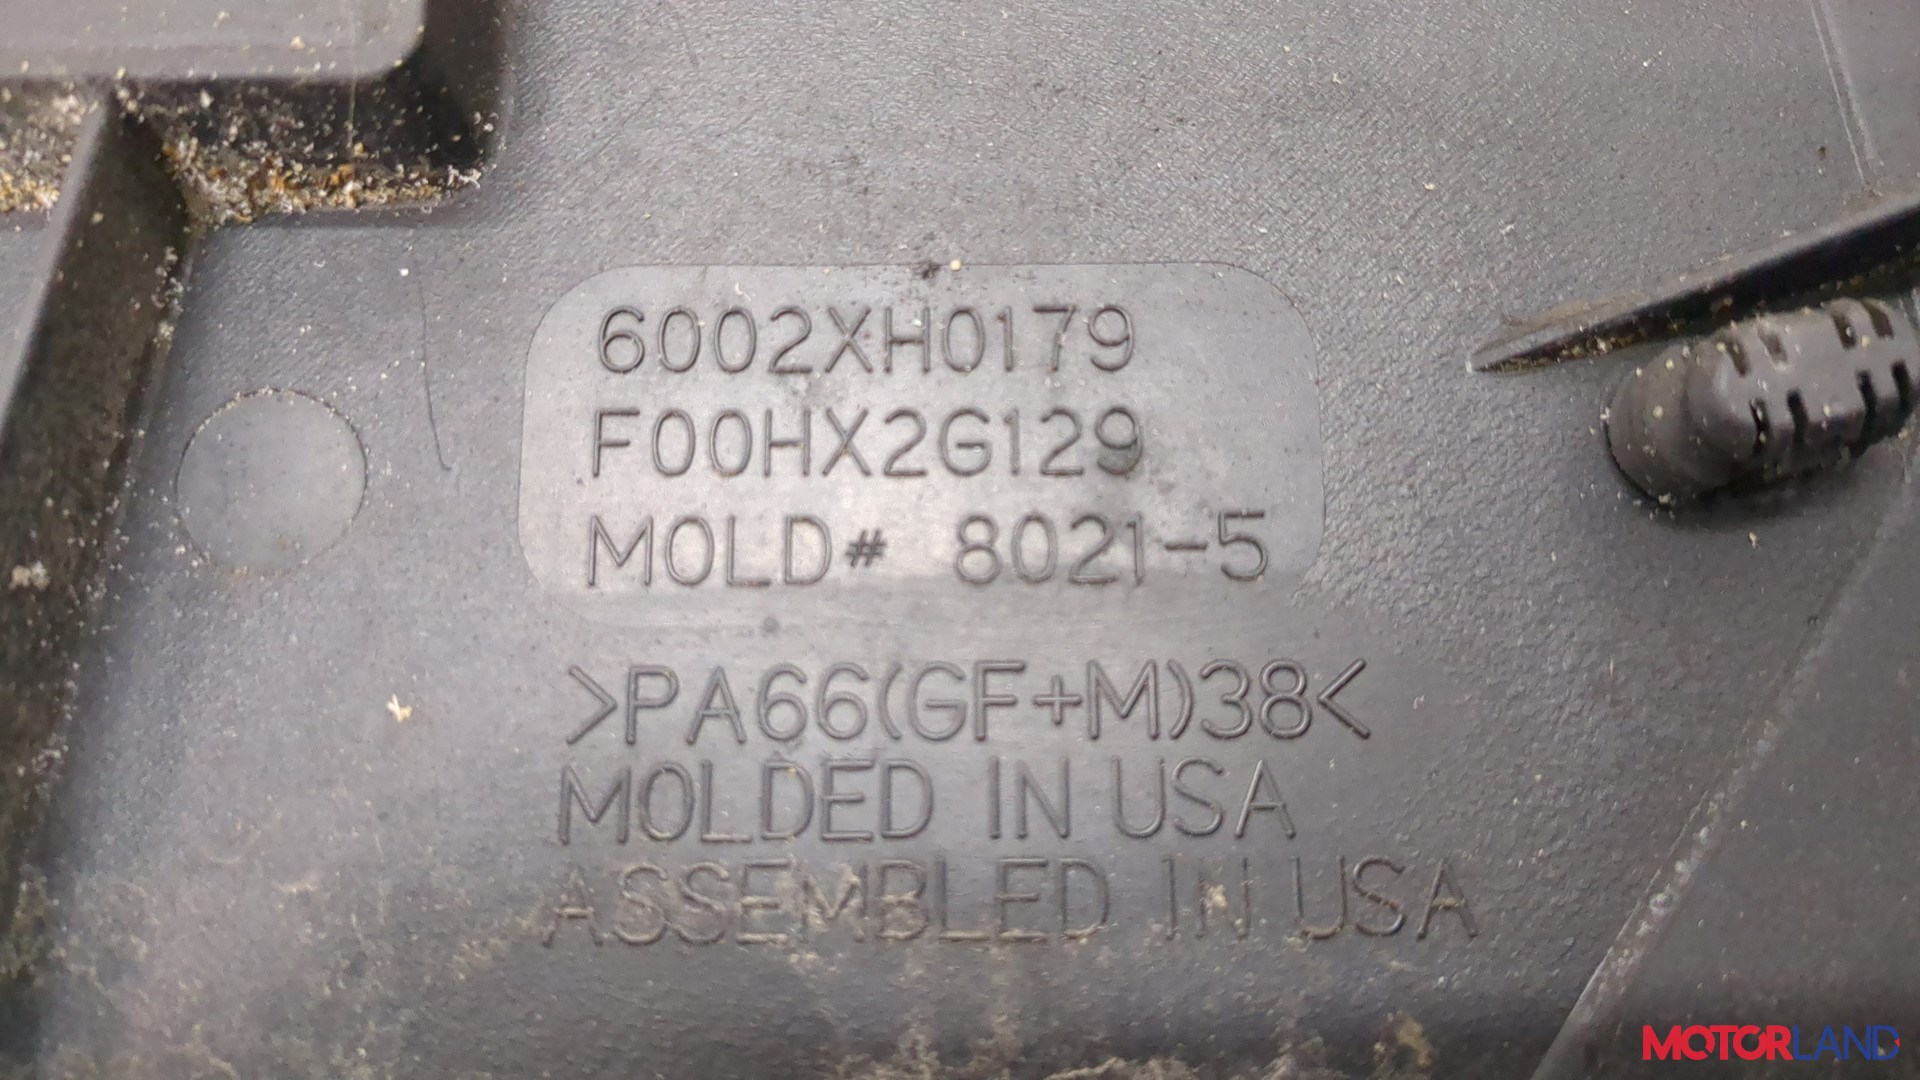 6002XH0179
F00HX2G129
MOLD# 8021-5
>PA66(GF+M)38<
MOLDED IN USA
ASSEMBLED IN USA
MOTORLAND